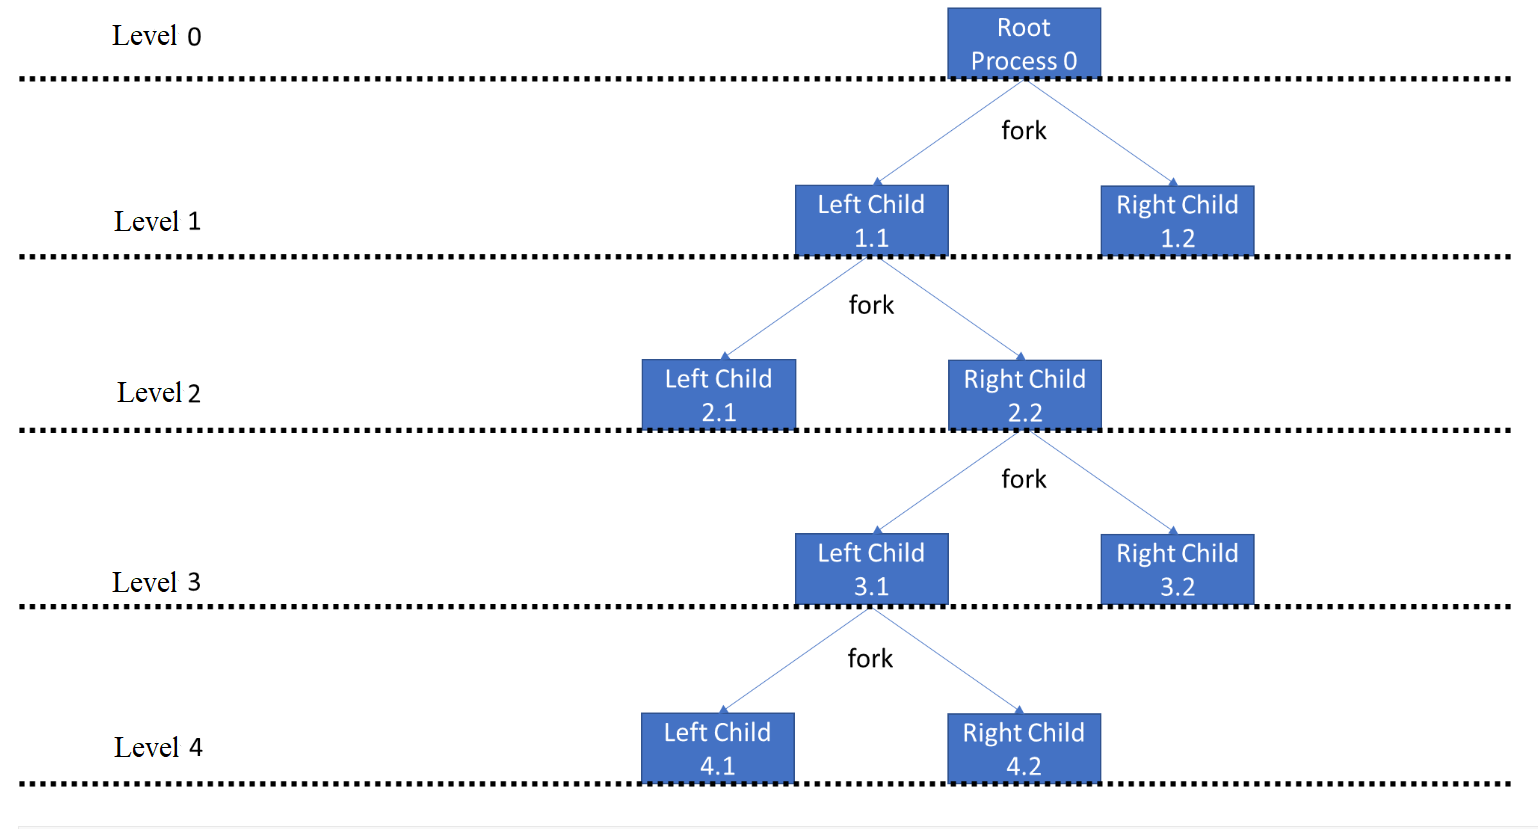 Level 0
Root
Process 0
fork
Level 1
Left Child
1.1
Right Child
1.2
fork
Level 2
Left Child
2.1
Right Child
2.2
fork
Level 3
Left Child
3.1
Right Child
3.2
fork
Level 4
Left Child
4.1
Right Child
4.2